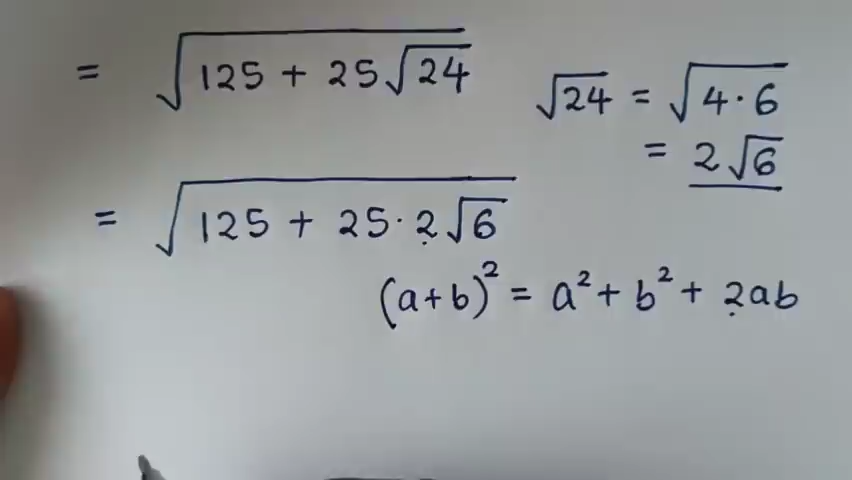 = √(125 + 25√24)
√24 = √(4 · 6)
= 2√6
= √(125 + 25 · 2√6)
(a+b)² = a² + b² + 2ab